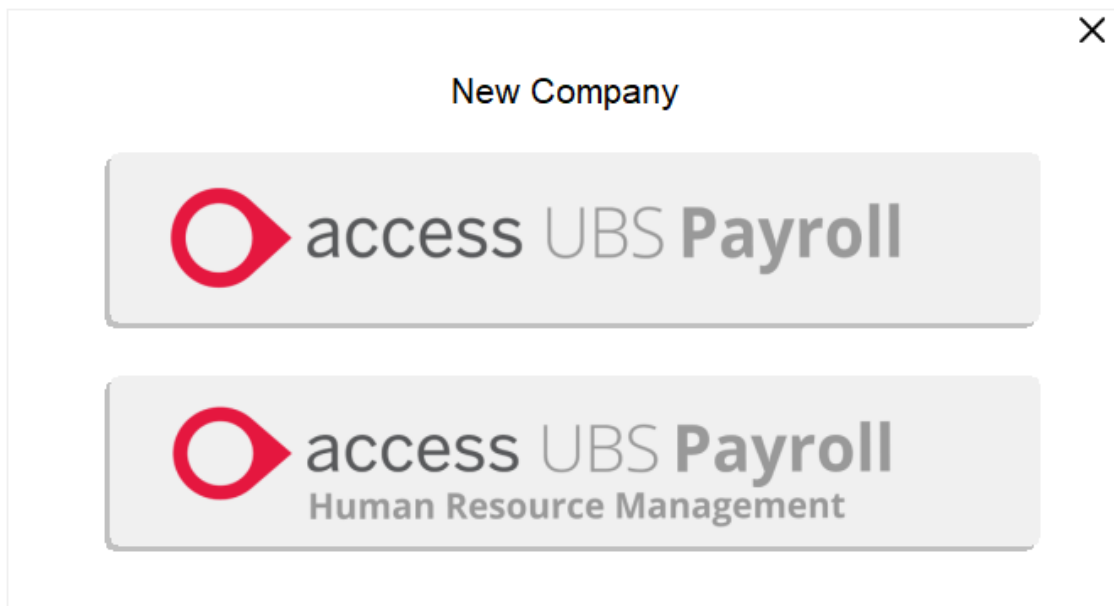 New Company
access UBS Payroll
access UBS Payroll
Human Resource Management